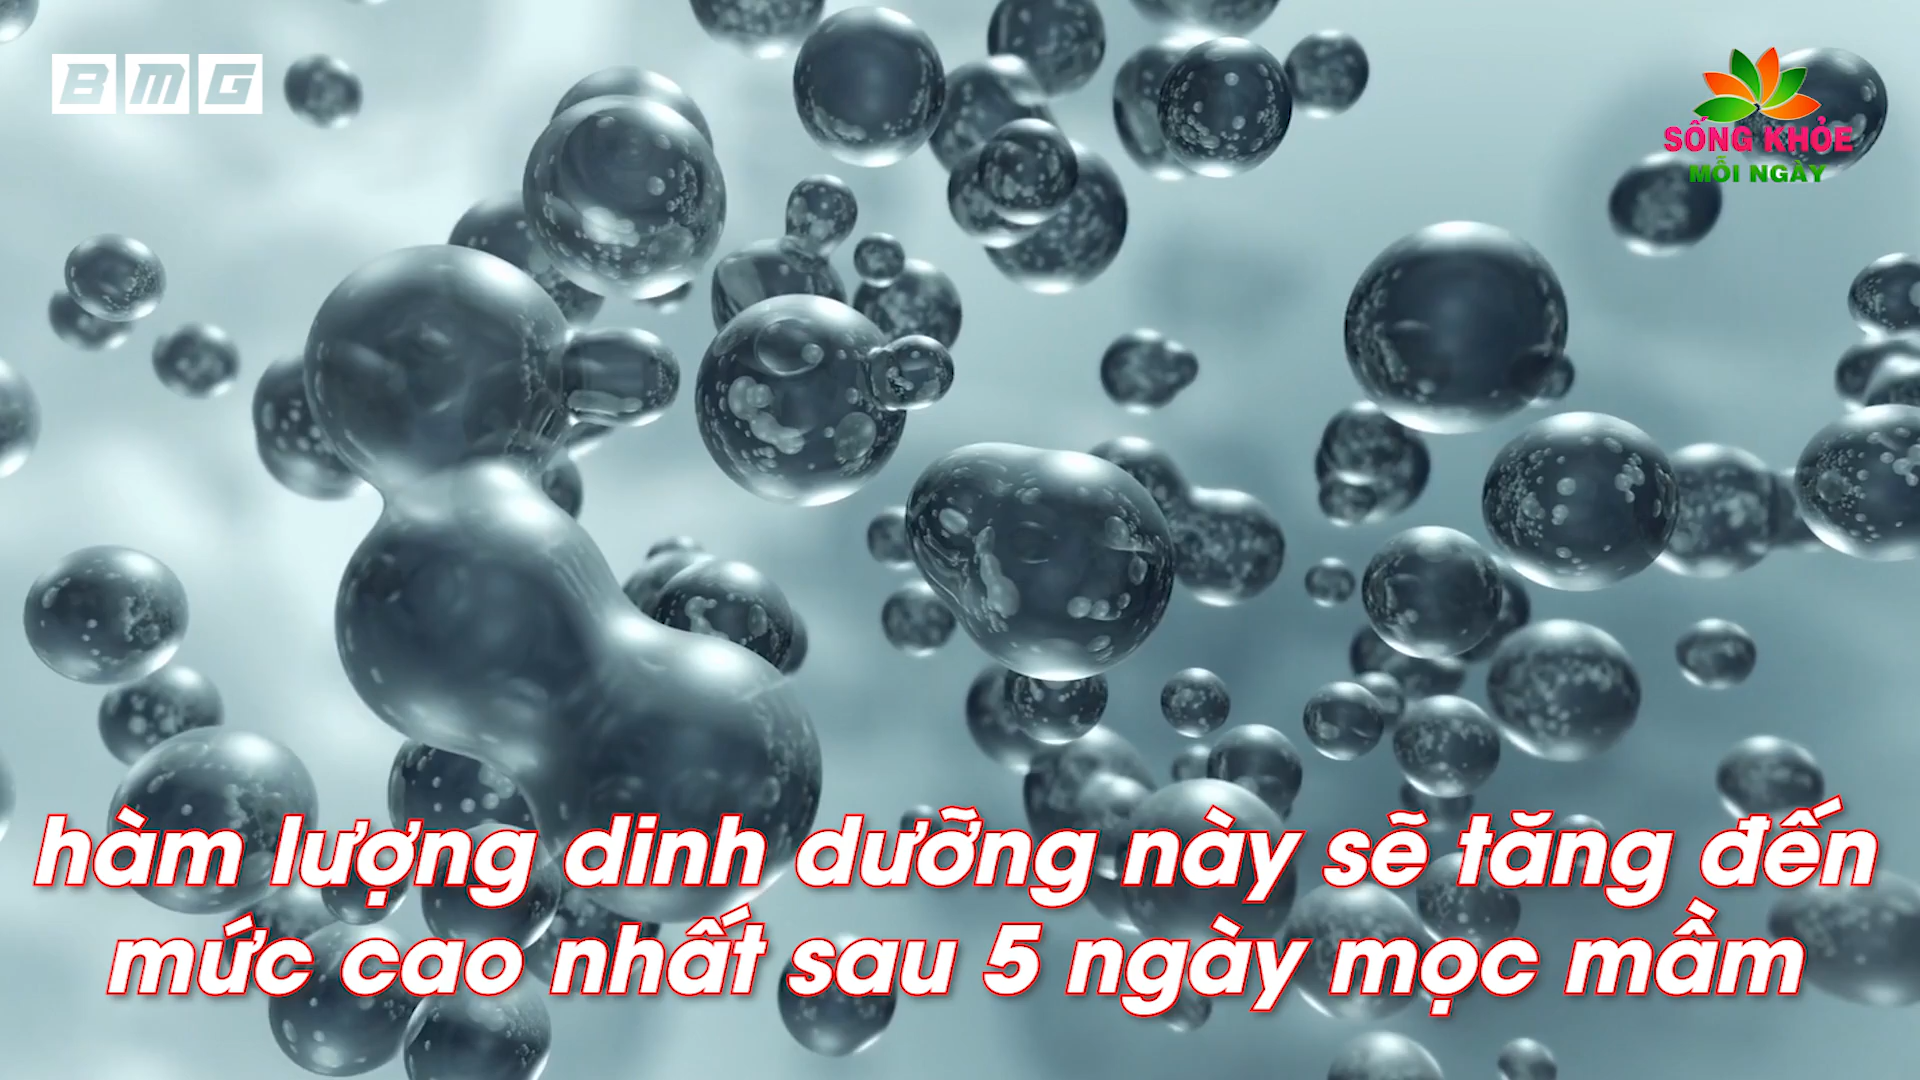 BMG
SỐNG KHỎE
MỖI NGÀY
hàm lượng dinh dưỡng này sẽ tăng đến
mức cao nhất sau 5 ngày mọc mầm